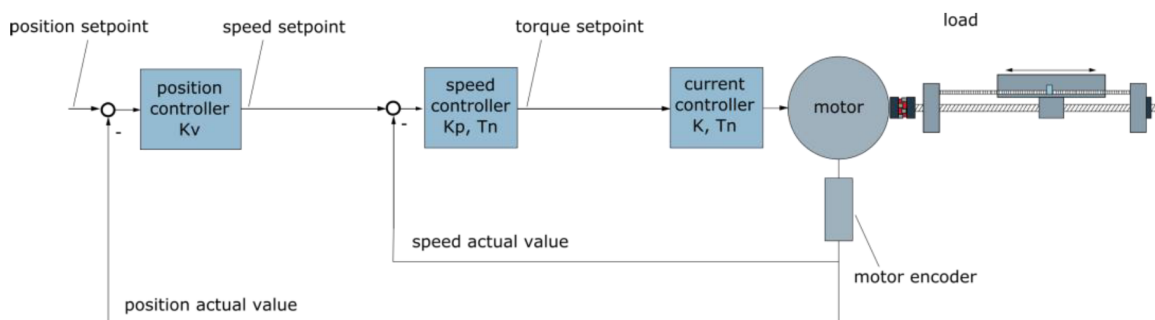 load
position setpoint
speed setpoint
torque setpoint
position
controller
Kv
speed
controller
Kp, Tn
current
controller
K, Tn
motor
-
-
speed actual value
motor encoder
position actual value